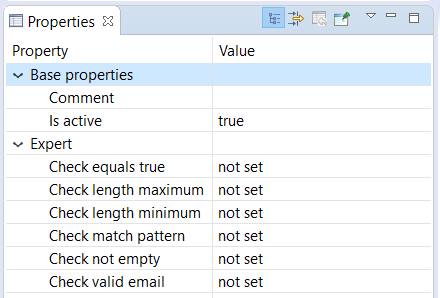 Properties
Property Value
Base properties
Comment
Is active true
Expert
Check equals true not set
Check length maximum not set
Check length minimum not set
Check match pattern not set
Check not empty not set
Check valid email not set